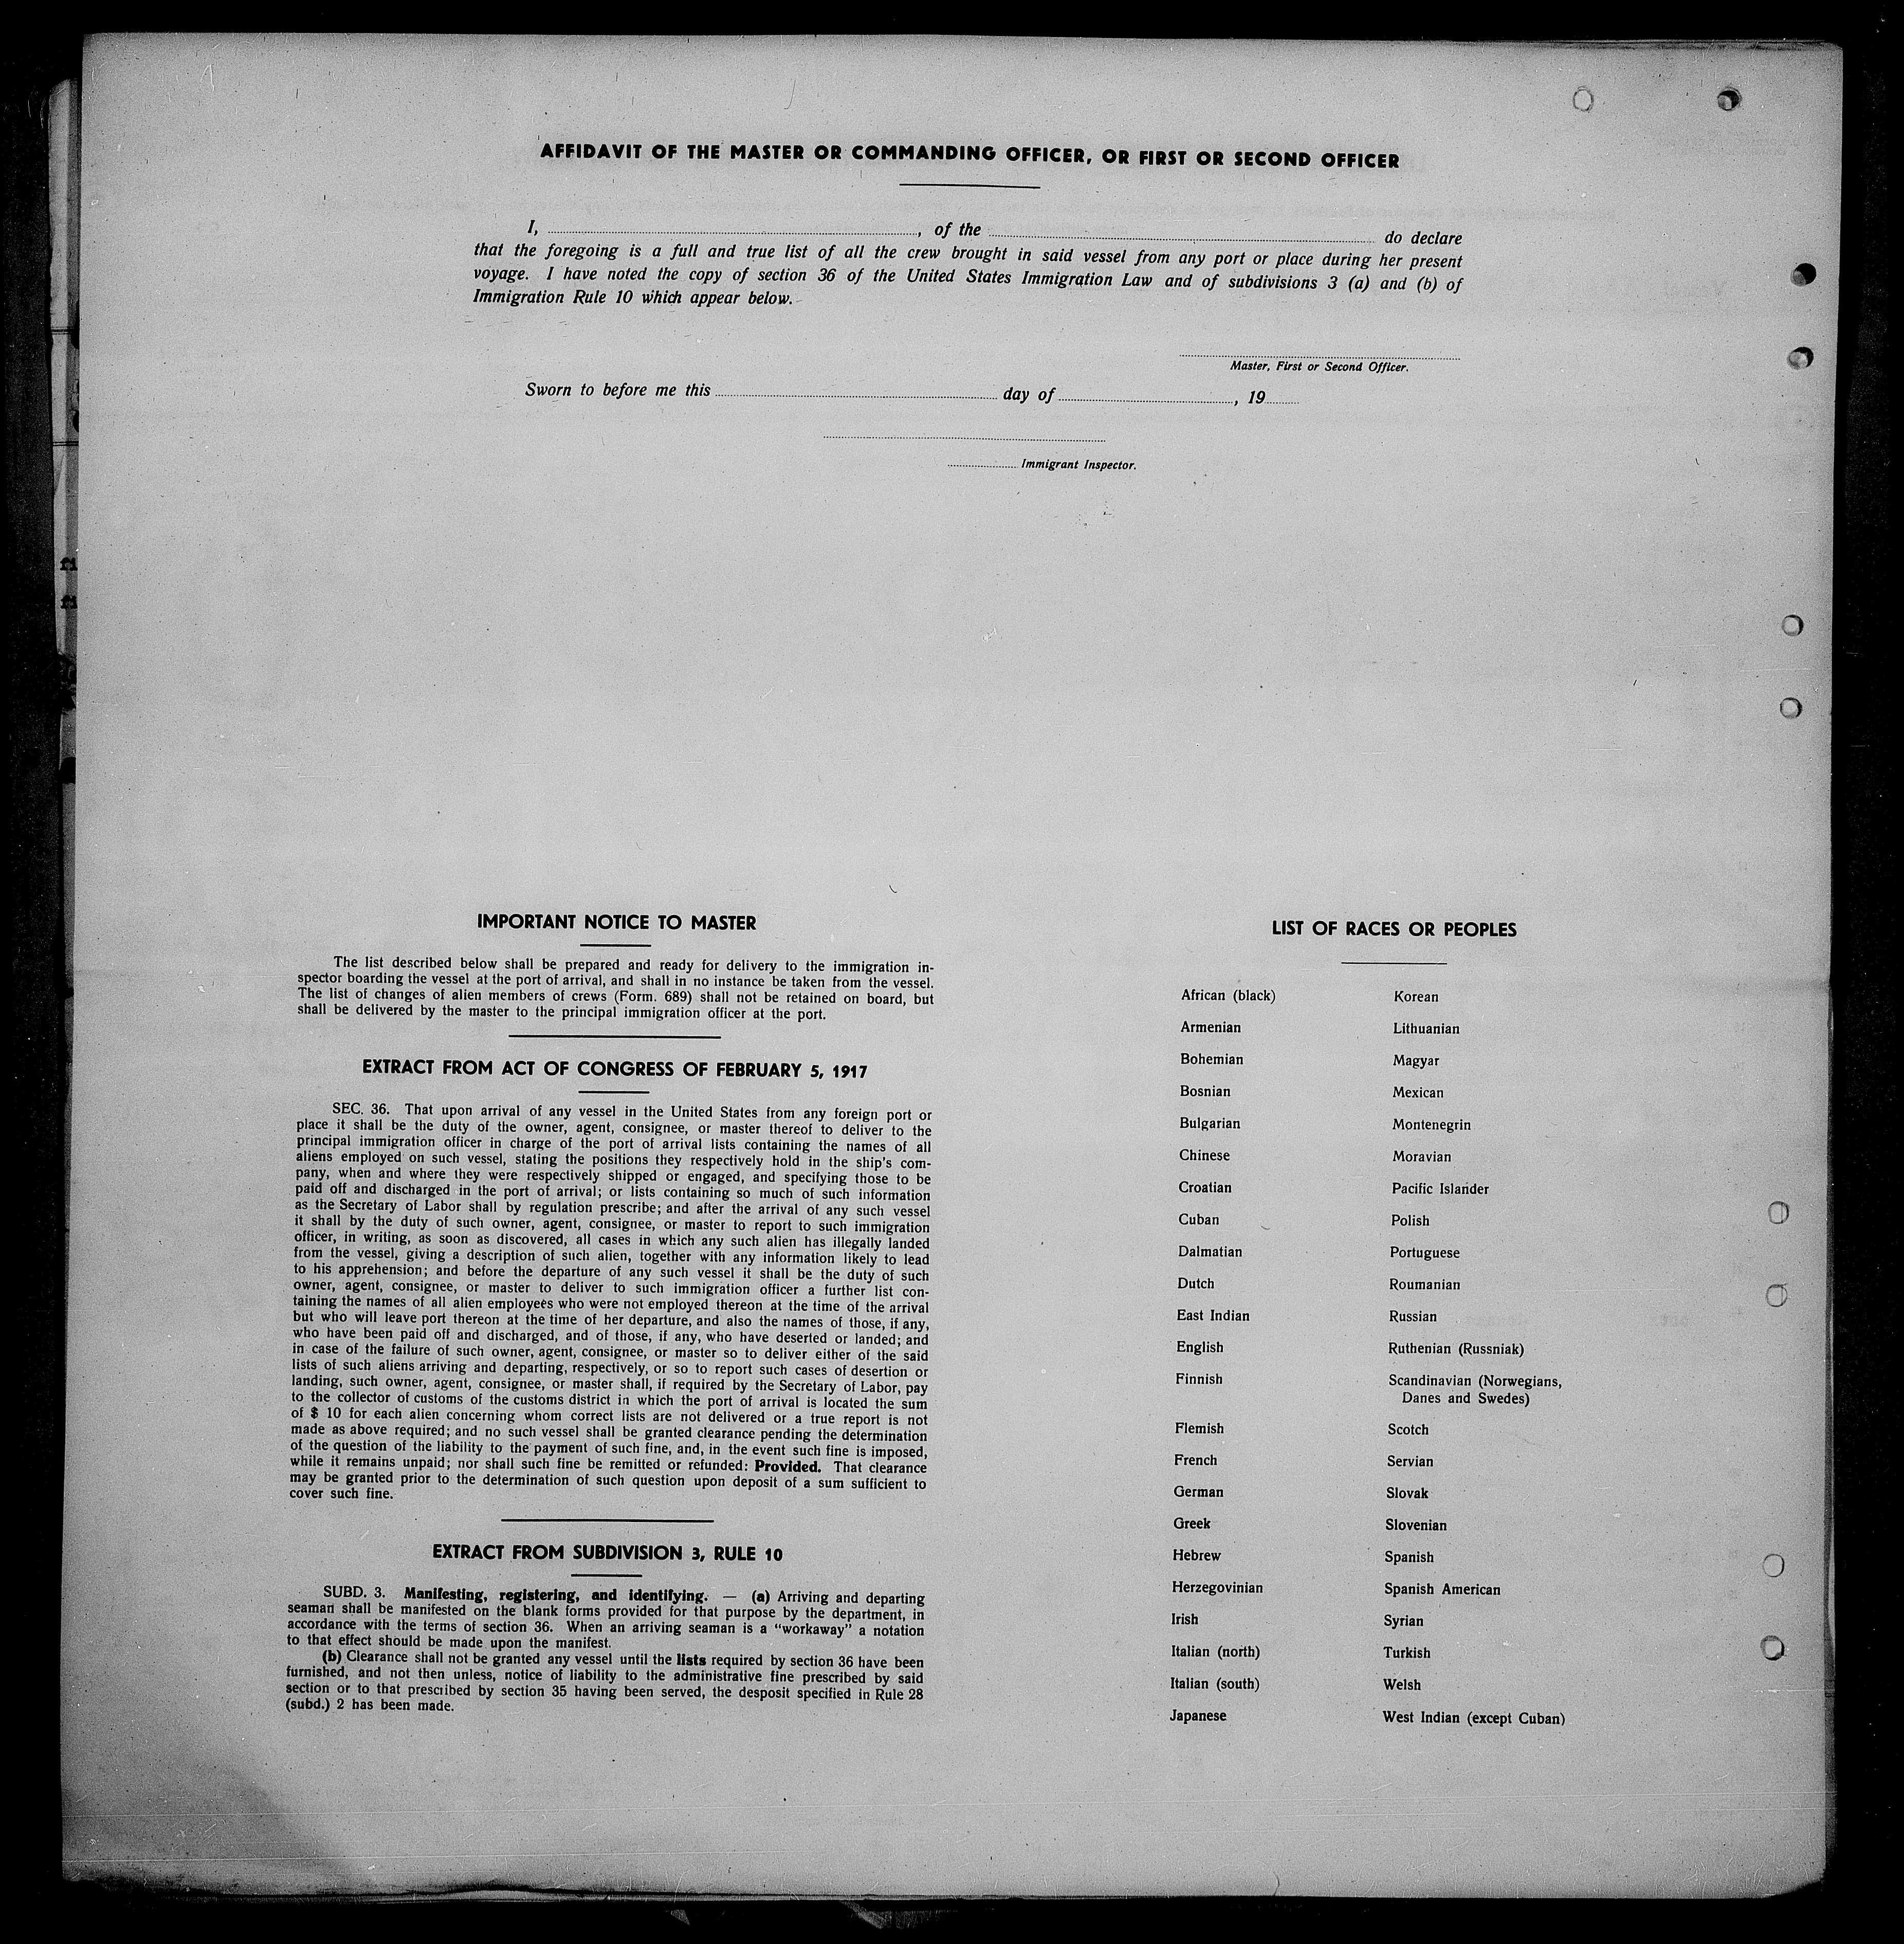 AFFIDAVIT OF THE MASTER OR COMMANDING OFFICER, OR FIRST OR SECOND OFFICER
I, , of the do declare
that the foregoing is a full and true list of all the crew brought in said vessel from any port or place during her present
voyage. I have noted the copy of section 36 of the United States Immigration Law and of subdivisions 3 (a) and (b) of
Immigration Rule 10 which appear below.
Master, First or Second Officer.
Sworn to before me this day of , 19
Immigrant Inspector.
IMPORTANT NOTICE TO MASTER
The list described below shall be prepared and ready for delivery to the immigration in-
spector boarding the vessel at the port of arrival, and shall in no instance be taken from the vessel.
The list of changes of alien members of crews (Form. 689) shall not be retained on board, but
shall be delivered by the master to the principal immigration officer at the port.
EXTRACT FROM ACT OF CONGRESS OF FEBRUARY 5, 1917
SEC. 36. That upon arrival of any vessel in the United States from any foreign port or
place it shall be the duty of the owner, agent, consignee, or master thereof to deliver to the
principal immigration officer in charge of the port of arrival lists containing the names of all
aliens employed on such vessel, stating the positions they respectively hold in the ship's com-
pany, when and where they were respectively shipped or engaged, and specifying those to be
paid off and discharged in the port of arrival; or lists containing so much of such information
as the Secretary of Labor shall by regulation prescribe; and after the arrival of any such vessel
it shall by the duty of such owner, agent, consignee, or master to report to such immigration
officer, in writing, as soon as discovered, all cases in which any such alien has illegally landed
from the vessel, giving a description of such alien, together with any information likely to lead
to his apprehension; and before the departure of any such vessel it shall be the duty of such
owner, agent, consignee, or master to deliver to such immigration officer a further list con-
taining the names of all alien employees who were not employed thereon at the time of the arrival
but who will leave port thereon at the time of her departure, and also the names of those, if any,
who have been paid off and discharged, and of those, if any, who have deserted or landed; and
in case of the failure of such owner, agent, consignee, or master so to deliver either of the said
lists of such aliens arriving and departing, respectively, or so to report such cases of desertion or
landing, such owner, agent, consignee, or master shall, if required by the Secretary of Labor, pay
to the collector of customs of the customs district in which the port of arrival is located the sum
of $ 10 for each alien concerning whom correct lists are not delivered or a true report is not
made as above required; and no such vessel shall be granted clearance pending the determination
of the question of the liability to the payment of such fine, and, in the event such fine is imposed,
while it remains unpaid; nor shall such fine be remitted or refunded: Provided. That clearance
may be granted prior to the determination of such question upon deposit of a sum sufficient to
cover such fine.
EXTRACT FROM SUBDIVISION 3, RULE 10
SUBD. 3. Manifesting, registering, and identifying. — (a) Arriving and departing
seaman shall be manifested on the blank forms provided for that purpose by the department, in
accordance with the terms of section 36. When an arriving seaman is a "workaway" a notation
to that effect should be made upon the manifest.
(b) Clearance shall not be granted any vessel until the lists required by section 36 have been
furnished, and not then unless, notice of liability to the administrative fine prescribed by said
section or to that prescribed by section 35 having been served, the desposit specified in Rule 28
(subd.) 2 has been made.
LIST OF RACES OR PEOPLES
African (black) Korean
Armenian Lithuanian
Bohemian Magyar
Bosnian Mexican
Bulgarian Montenegrin
Chinese Moravian
Croatian Pacific Islander
Cuban Polish
Dalmatian Portuguese
Dutch Roumanian
East Indian Russian
English Ruthenian (Russniak)
Finnish Scandinavian (Norwegians,
Danes and Swedes)
Flemish Scotch
French Servian
German Slovak
Greek Slovenian
Hebrew Spanish
Herzegovinian Spanish American
Irish Syrian
Italian (north) Turkish
Italian (south) Welsh
Japanese West Indian (except Cuban)